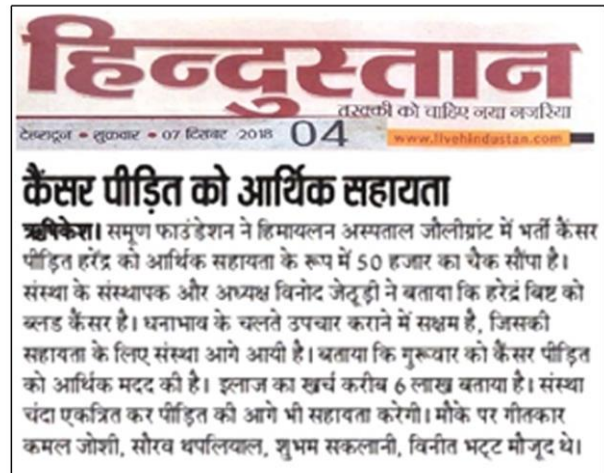 हिन्दुस्तान
तरक्की को चाहिए नया नजरिया
देहरादून • शुक्रवार • 07 दिसंबर 2018 04 www.livehindustan.com
कैंसर पीड़ित को आर्थिक सहायता
ऋषिकेश। समूण फाउंडेशन ने हिमायलन अस्पताल जौलीग्रांट में भर्ती कैंसर
पीड़ित हरेंद्र को आर्थिक सहायता के रूप में 50 हजार का चैक सौंपा है।
संस्था के संस्थापक और अध्यक्ष विनोद जेठूड़ी ने बताया कि हरेंद्रं बिष्ट को
ब्लड कैंसर है। धनाभाव के चलते उपचार कराने में सक्षम है, जिसकी
सहायता के लिए संस्था आगे आयी है। बताया कि गुरूवार को कैंसर पीड़ित
को आर्थिक मदद की है। इलाज का खर्च करीब 6 लाख बताया है। संस्था
चंदा एकत्रित कर पीड़ित की आगे भी सहायता करेगी। मौके पर गीतकार
कमल जोशी, सौरव थपलियाल, शुभम सकलानी, विनीत भट्ट मौजूद थे।